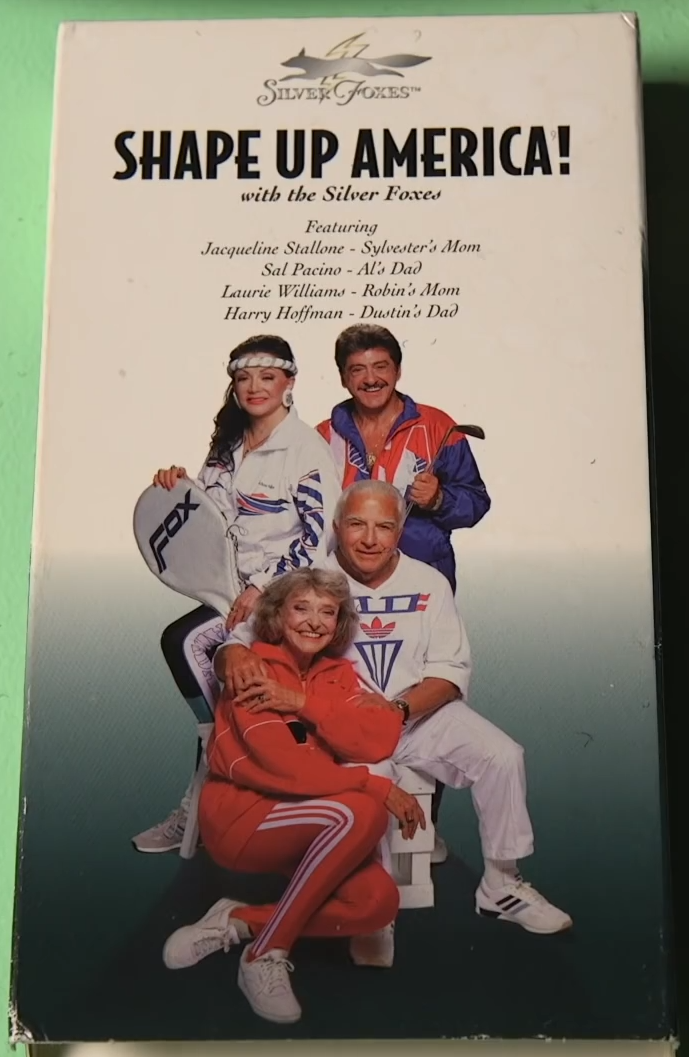 SILVER FOXES™
SHAPE UP AMERICA!
with the Silver Foxes
Featuring
Jacqueline Stallone - Sylvester's Mom
Sal Pacino - Al's Dad
Laurie Williams - Robin's Mom
Harry Hoffman - Dustin's Dad
FOX